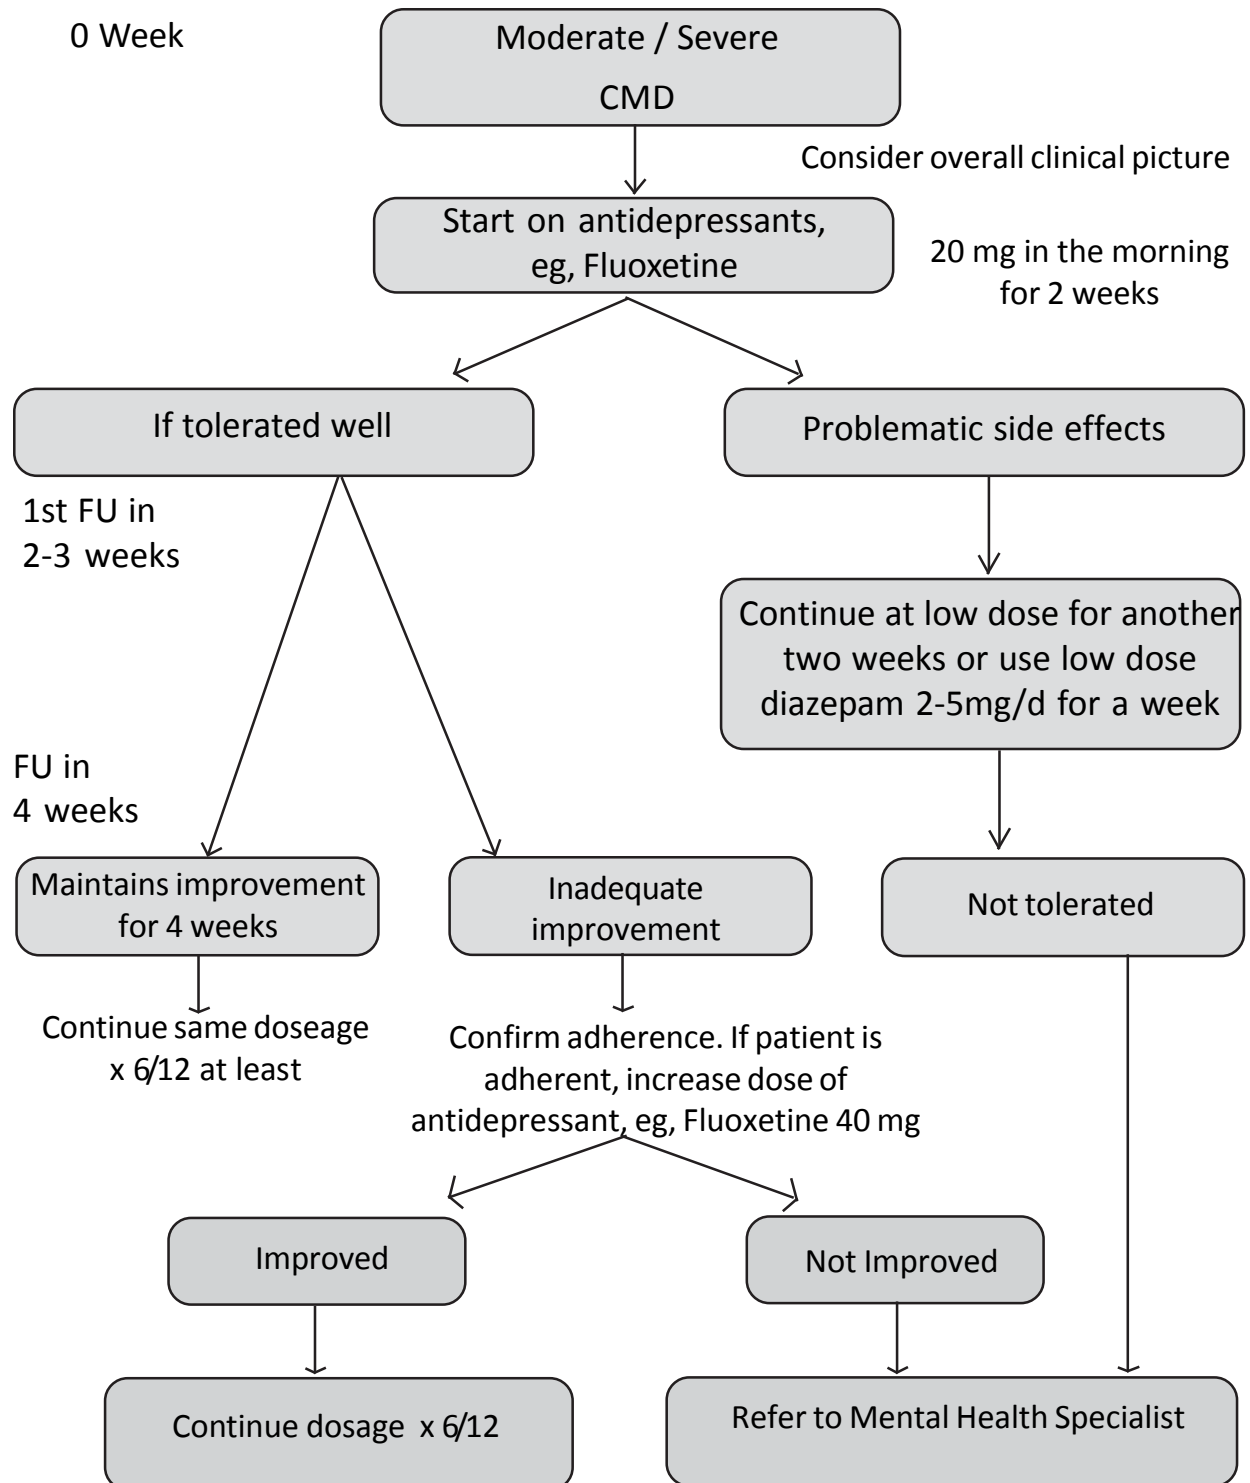 0 Week
Moderate / Severe
CMD
Consider overall clinical picture
Start on antidepressants,
eg, Fluoxetine
20 mg in the morning
for 2 weeks
If tolerated well
Problematic side effects
1st FU in
2-3 weeks
Continue at low dose for another
two weeks or use low dose
diazepam 2-5mg/d for a week
FU in
4 weeks
Maintains improvement
for 4 weeks
Inadequate
improvement
Not tolerated
Continue same doseage
x 6/12 at least
Confirm adherence. If patient is
adherent, increase dose of
antidepressant, eg, Fluoxetine 40 mg
Improved
Not Improved
Continue dosage x 6/12
Refer to Mental Health Specialist